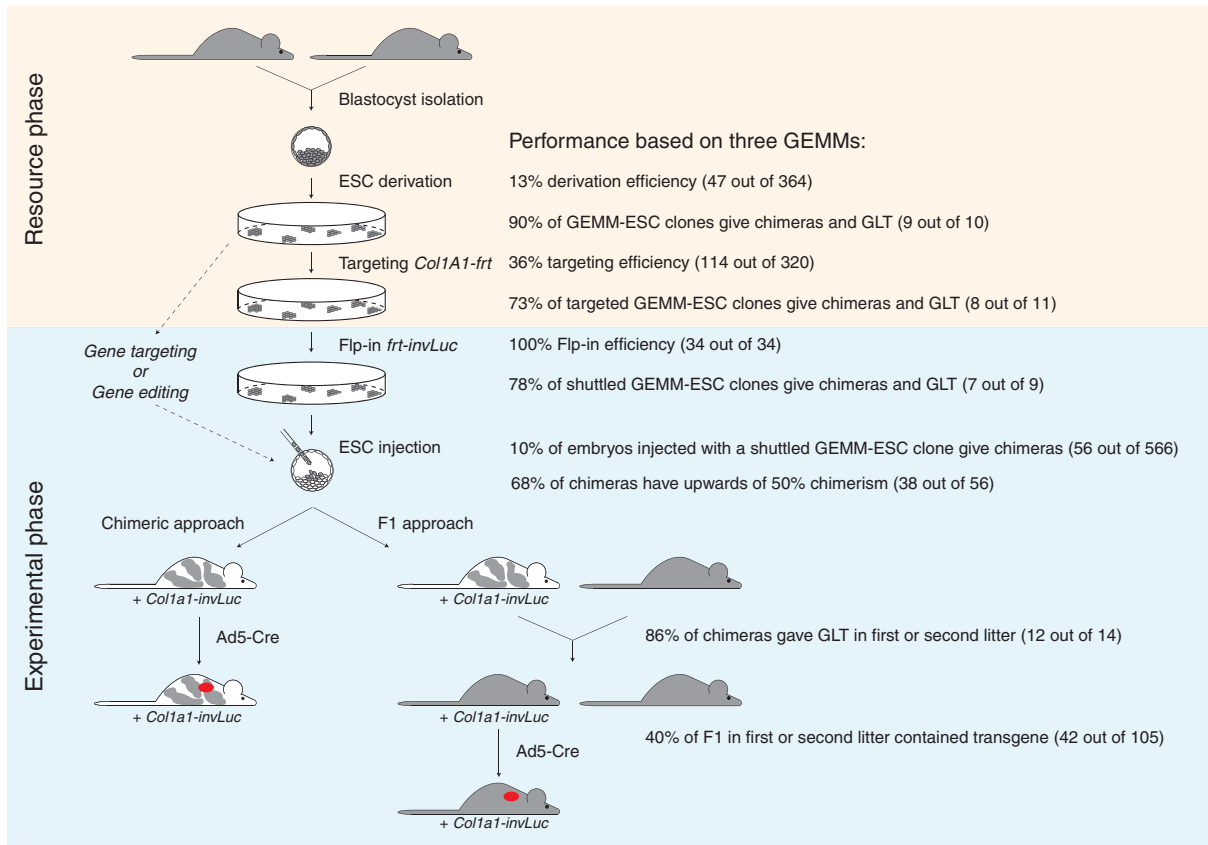 Resource phase
Blastocyst isolation
Performance based on three GEMMs:
ESC derivation
13% derivation efficiency (47 out of 364)
90% of GEMM-ESC clones give chimeras and GLT (9 out of 10)
Targeting Col1A1-frt
36% targeting efficiency (114 out of 320)
73% of targeted GEMM-ESC clones give chimeras and GLT (8 out of 11)
Experimental phase
Flp-in frt-invLuc
100% Flp-in efficiency (34 out of 34)
Gene targeting
or
Gene editing
78% of shuttled GEMM-ESC clones give chimeras and GLT (7 out of 9)
ESC injection
10% of embryos injected with a shuttled GEMM-ESC clone give chimeras (56 out of 566)
68% of chimeras have upwards of 50% chimerism (38 out of 56)
Chimeric approach
F1 approach
+ Col1a1-invLuc
+ Col1a1-invLuc
Ad5-Cre
86% of chimeras gave GLT in first or second litter (12 out of 14)
+ Col1a1-invLuc
+ Col1a1-invLuc
40% of F1 in first or second litter contained transgene (42 out of 105)
Ad5-Cre
+ Col1a1-invLuc